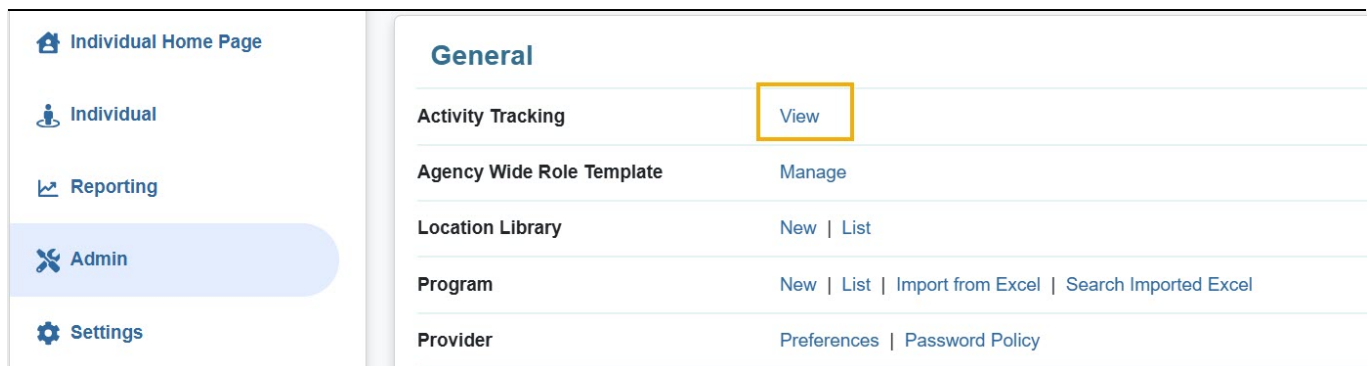 Individual Home Page
Individual
Reporting
Admin
Settings
General
Activity Tracking View
Agency Wide Role Template Manage
Location Library New | List
Program New | List | Import from Excel | Search Imported Excel
Provider Preferences | Password Policy